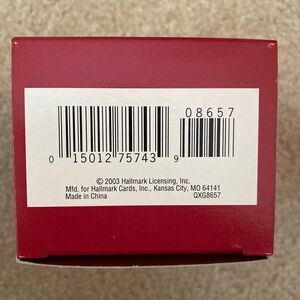 08657
0 15012 75743 9
© 2003 Hallmark Licensing, Inc.
Mfd. for Hallmark Cards, Inc., Kansas City, MO 64141
Made in China QXG8657